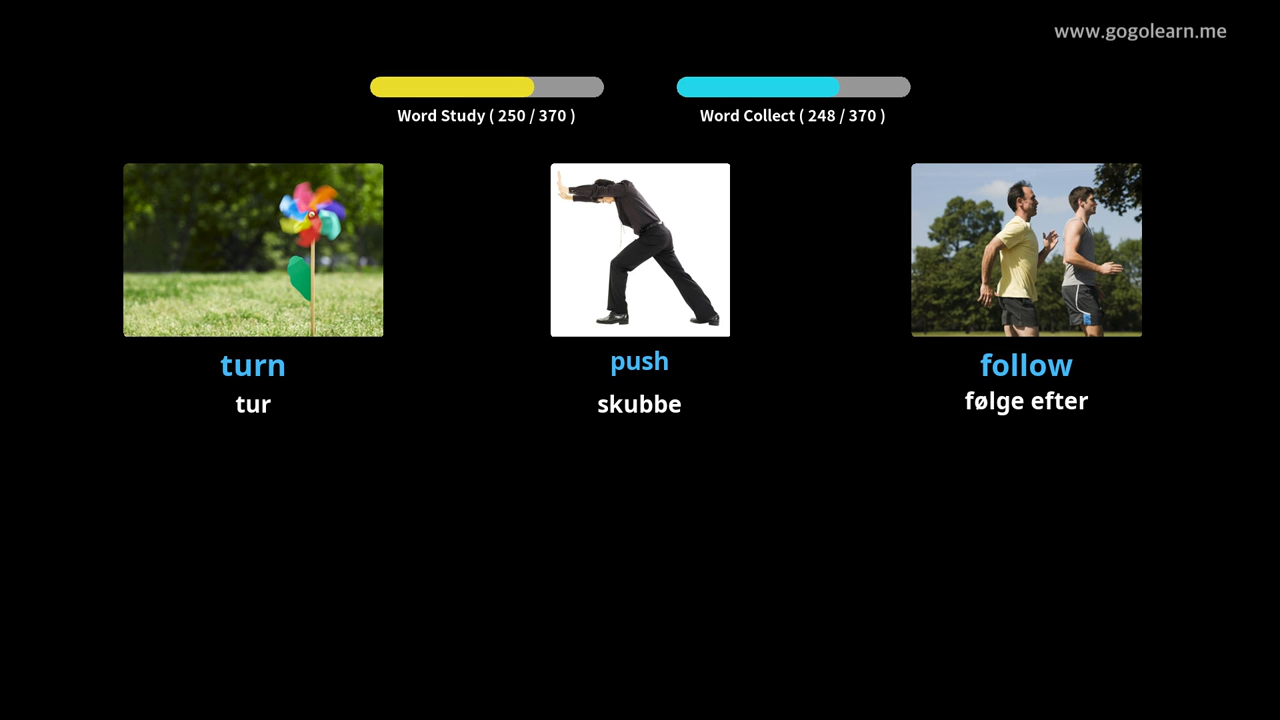 www.gogolearn.me
Word Study ( 250 / 370 )
Word Collect ( 248 / 370 )
turn
tur
push
skubbe
follow
følge efter